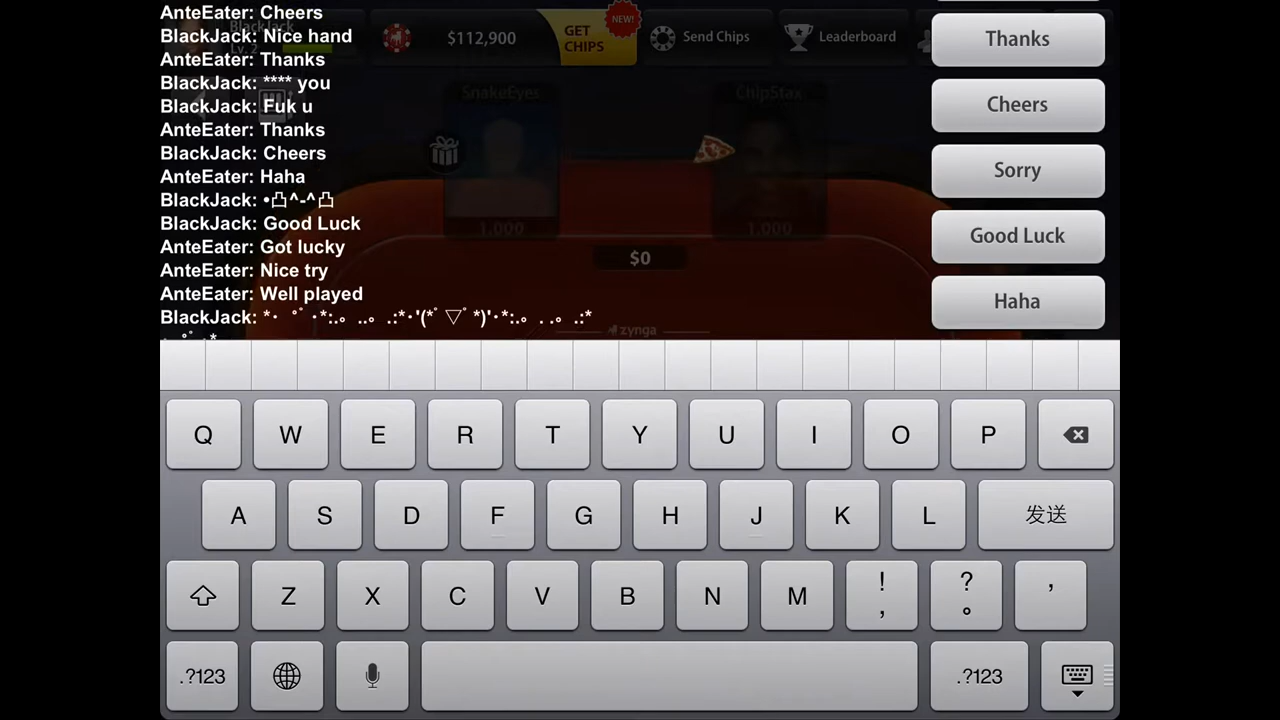 AnteEater: Cheers
BlackJack: Nice hand
AnteEater: Thanks
BlackJack: **** you
BlackJack: Fuk u
AnteEater: Thanks
BlackJack: Cheers
AnteEater: Haha
BlackJack: •凸^-^凸
BlackJack: Good Luck
AnteEater: Got lucky
AnteEater: Nice try
AnteEater: Well played
BlackJack: *・゜゚・*:.。..。.:*・'(*゚▽゚*)'・*:.。. .。.:*
・゜゚・*
BlackJack
Lv. 2
$112,900
GET CHIPS
NEW!
Send Chips
Leaderboard
SnakeEyes
ChipStax
1,000
1,000
$0
zynga
Thanks
Cheers
Sorry
Good Luck
Haha
Q W E R T Y U I O P
A S D F G H J K L 发送
Z X C V B N M ! , ? 。 ’
.?123 .?123